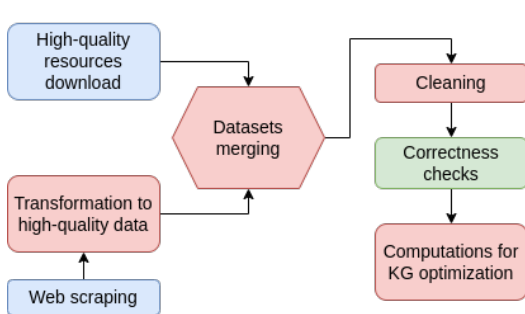 High-quality
resources
download
Datasets
merging
Transformation to
high-quality data
Web scraping
Cleaning
Correctness
checks
Computations for
KG optimization